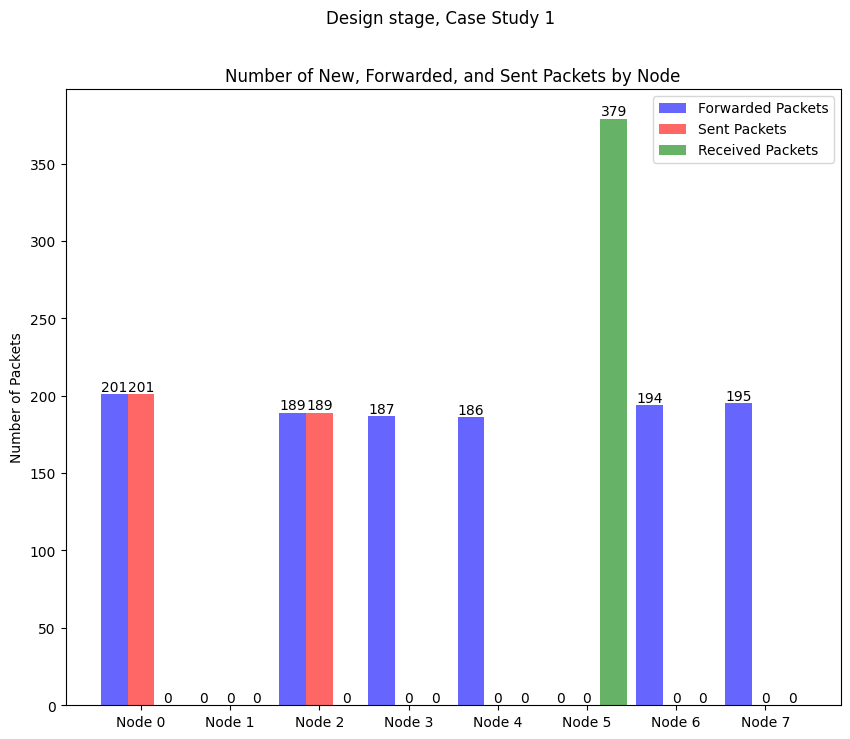 Design stage, Case Study 1
Number of New, Forwarded, and Sent Packets by Node
Forwarded Packets
Sent Packets
Received Packets
Number of Packets
350
300
250
200
150
100
50
0
201 201 0
0 0 0
189 189 0
187 0 0
186 0 0
0 0 379
194 0 0
195 0 0
Node 0 Node 1 Node 2 Node 3 Node 4 Node 5 Node 6 Node 7